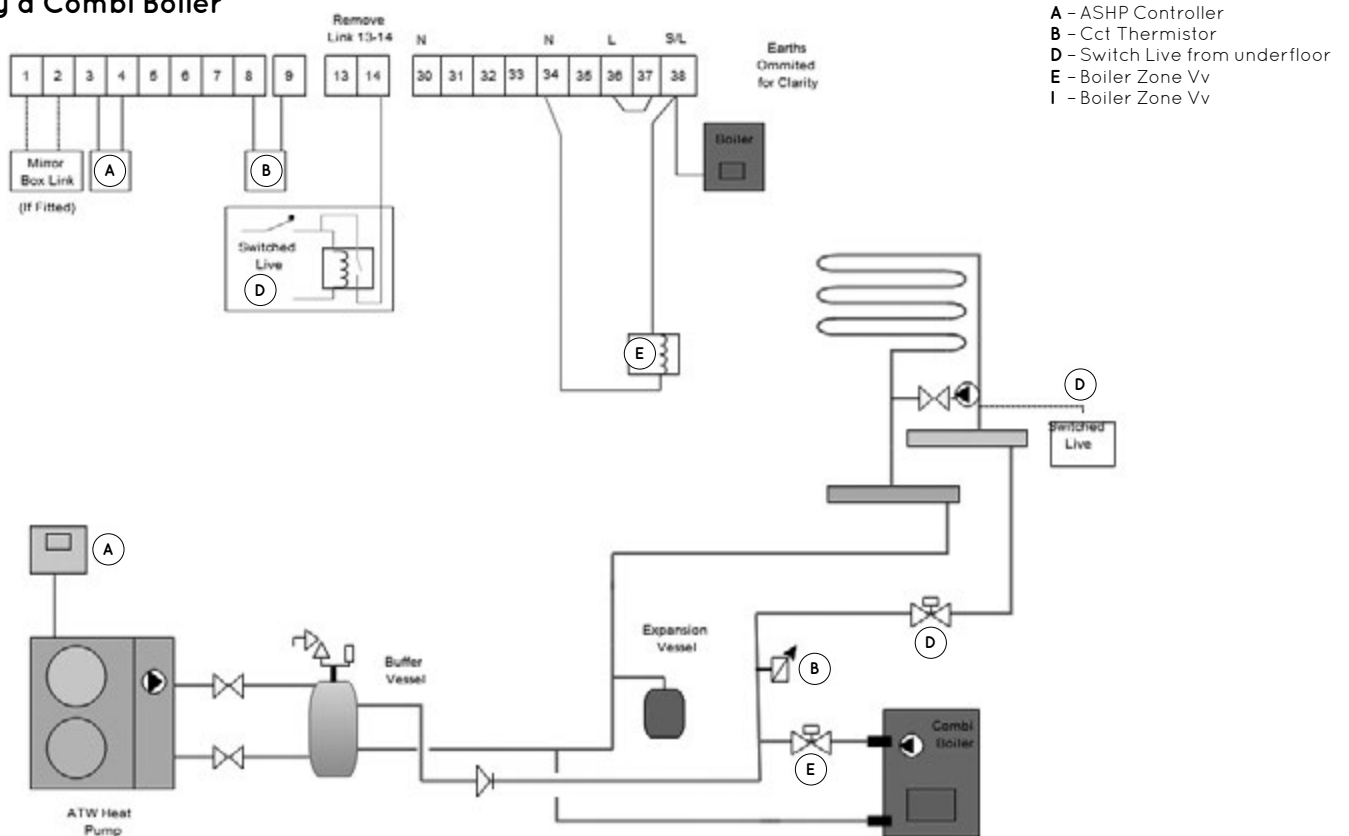 a Combi Boiler
A – ASHP Controller
B – Cct Thermistor
D – Switch Live from underfloor
E – Boiler Zone Vv
I – Boiler Zone Vv
Remove
Link 13-14
N N L S/L
Earths
Ommited
for Clarity
1 2 3 4 5 6 7 8 9 13 14 30 31 32 33 34 35 36 37 38
Mirror
Box Link
(If Fitted)
A
B
Boiler
Switched
Live
D
E
D
Switched
Live
A
Expansion
Vessel
D
Buffer
Vessel
B
Combi
Boiler
E
ATW Heat
Pump